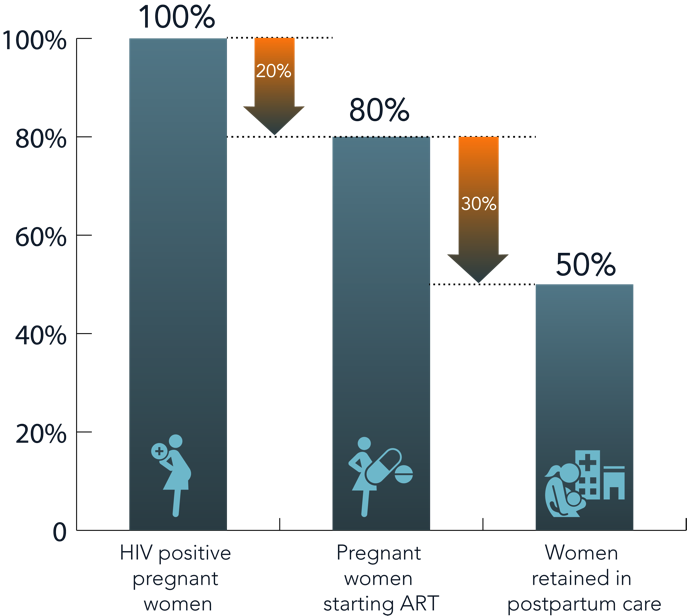 100%
100%
20%
80%
80%
30%
60%
50%
40%
20%
0
HIV positive
pregnant
women
Pregnant
women
starting ART
Women
retained in
postpartum care